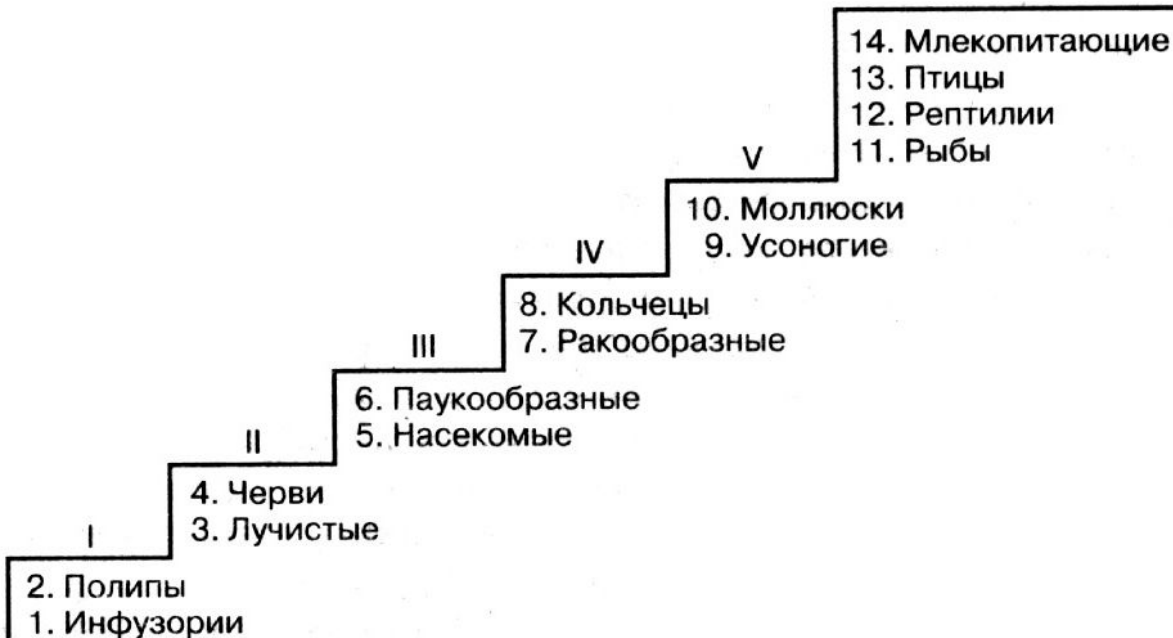 14. Млекопитающие
13. Птицы
12. Рептилии
11. Рыбы
V
10. Моллюски
9. Усоногие
IV
8. Кольчецы
7. Ракообразные
III
6. Паукообразные
5. Насекомые
II
4. Черви
3. Лучистые
I
2. Полипы
1. Инфузории